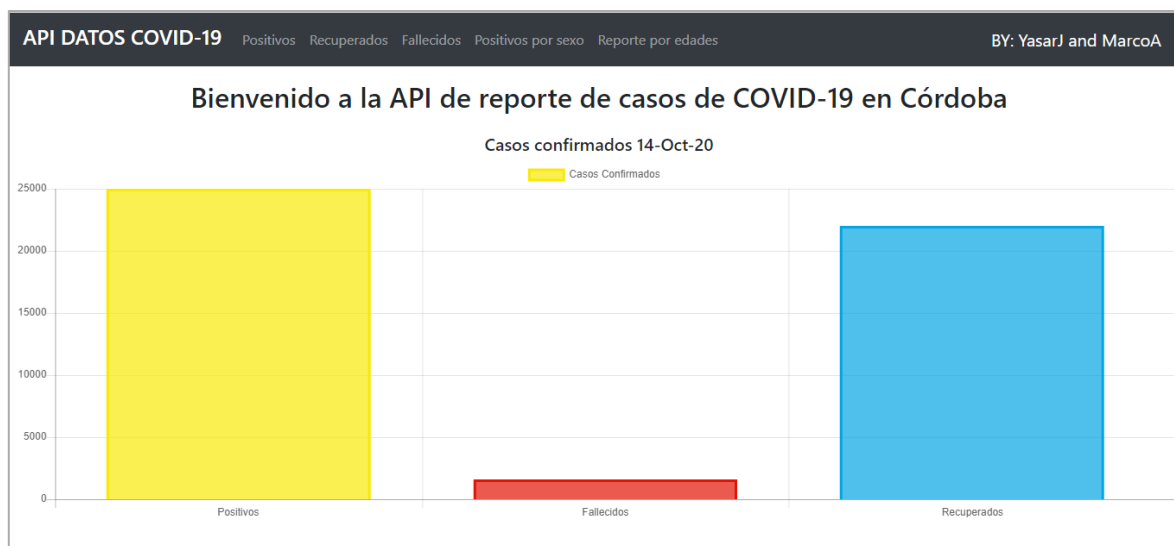 API DATOS COVID-19 Positivos Recuperados Fallecidos Positivos por sexo Reporte por edades BY: YasarJ and MarcoA
Bienvenido a la API de reporte de casos de COVID-19 en Córdoba
Casos confirmados 14-Oct-20
Casos Confirmados
25000
20000
15000
10000
5000
0
Positivos Fallecidos Recuperados